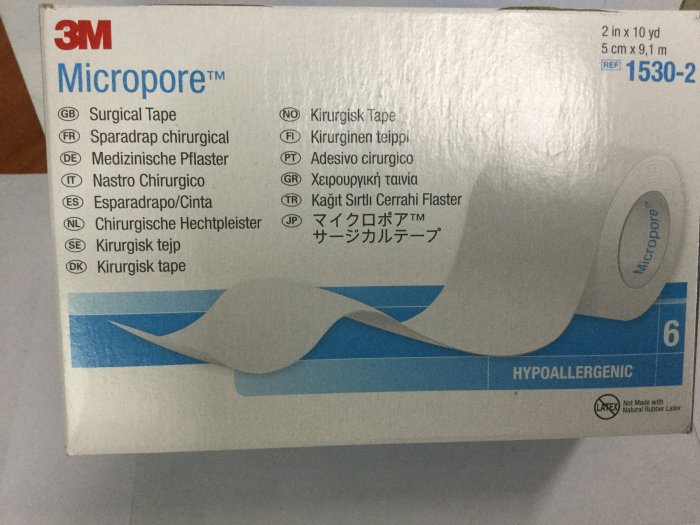 3M
Micropore™
2 in x 10 yd
5 cm x 9,1 m
REF 1530-2
GB Surgical Tape
FR Sparadrap chirurgical
DE Medizinische Pflaster
IT Nastro Chirurgico
ES Esparadrapo/Cinta
NL Chirurgische Hechtpleister
SE Kirurgisk tejp
DK Kirurgisk tape
NO Kirurgisk Tape
FI Kirurginen teippi
PT Adesivo cirurgico
GR Χειρουργική ταινία
TR Kağıt Sırtlı Cerrahi Flaster
JP マイクロポア™
サージカルテープ
Micropore™
6
HYPOALLERGENIC
LATEX
Not Made with
Natural Rubber Latex